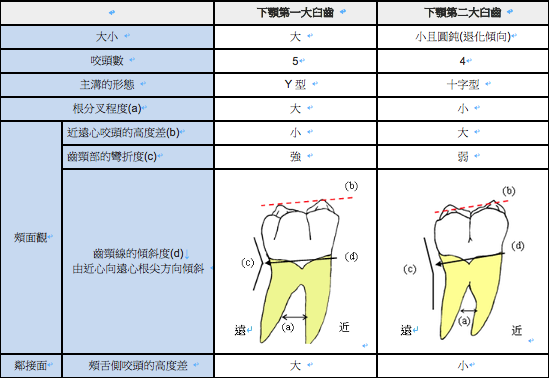 下顎第一大臼齒 下顎第二大臼齒
大小 大 小且圓鈍(退化傾向)
咬頭數 5 4
主溝的形態 Y 型 十字型
根分叉程度(a) 大 小
頰面觀
近遠心咬頭的高度差(b) 小 大
齒頸部的彎折度(c) 強 弱
齒頸線的傾斜度(d)
由近心向遠心根尖方向傾斜
(b)
(d)
(c)
(a)
遠 近
(b)
(d)
(c)
(a)
遠 近
鄰接面 頰舌側咬頭的高度差 大 小